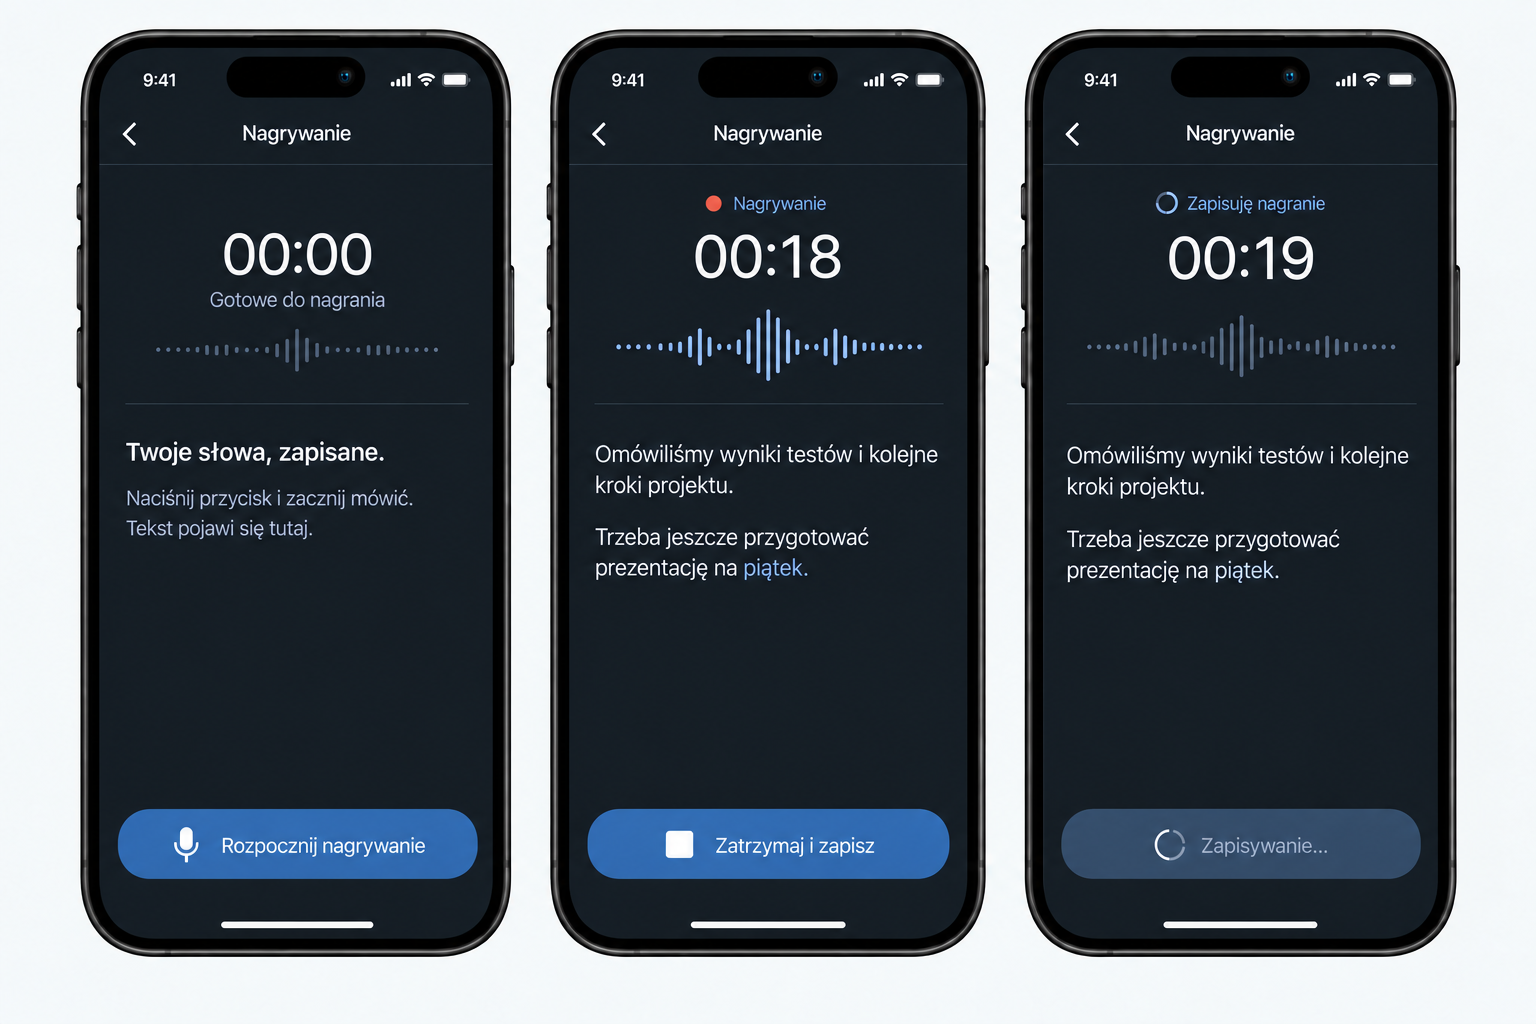 9:41
Nagrywanie
00:00
Gotowe do nagrania
Twoje słowa, zapisane.
Naciśnij przycisk i zacznij mówić.
Tekst pojawi się tutaj.
Rozpocznij nagrywanie
9:41
Nagrywanie
Nagrywanie
00:18
Omówiliśmy wyniki testów i kolejne
kroki projektu.
Trzeba jeszcze przygotować
prezentację na piątek.
Zatrzymaj i zapisz
9:41
Nagrywanie
Zapisuję nagranie
00:19
Omówiliśmy wyniki testów i kolejne
kroki projektu.
Trzeba jeszcze przygotować
prezentację na piątek.
Zapisywanie...